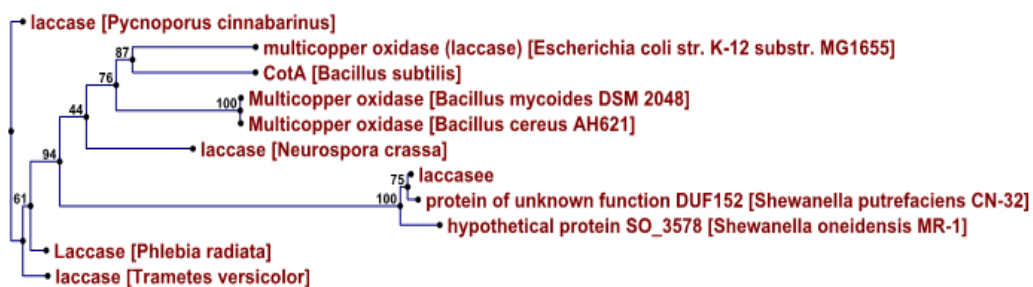 laccase [Pycnoporus cinnabarinus]
87
multicopper oxidase (laccase) [Escherichia coli str. K-12 substr. MG1655]
CotA [Bacillus subtilis]
76
100
Multicopper oxidase [Bacillus mycoides DSM 2048]
44
Multicopper oxidase [Bacillus cereus AH621]
laccase [Neurospora crassa]
94
laccasee
75
61
100
protein of unknown function DUF152 [Shewanella putrefaciens CN-32]
hypothetical protein SO_3578 [Shewanella oneidensis MR-1]
Laccase [Phlebia radiata]
laccase [Trametes versicolor]